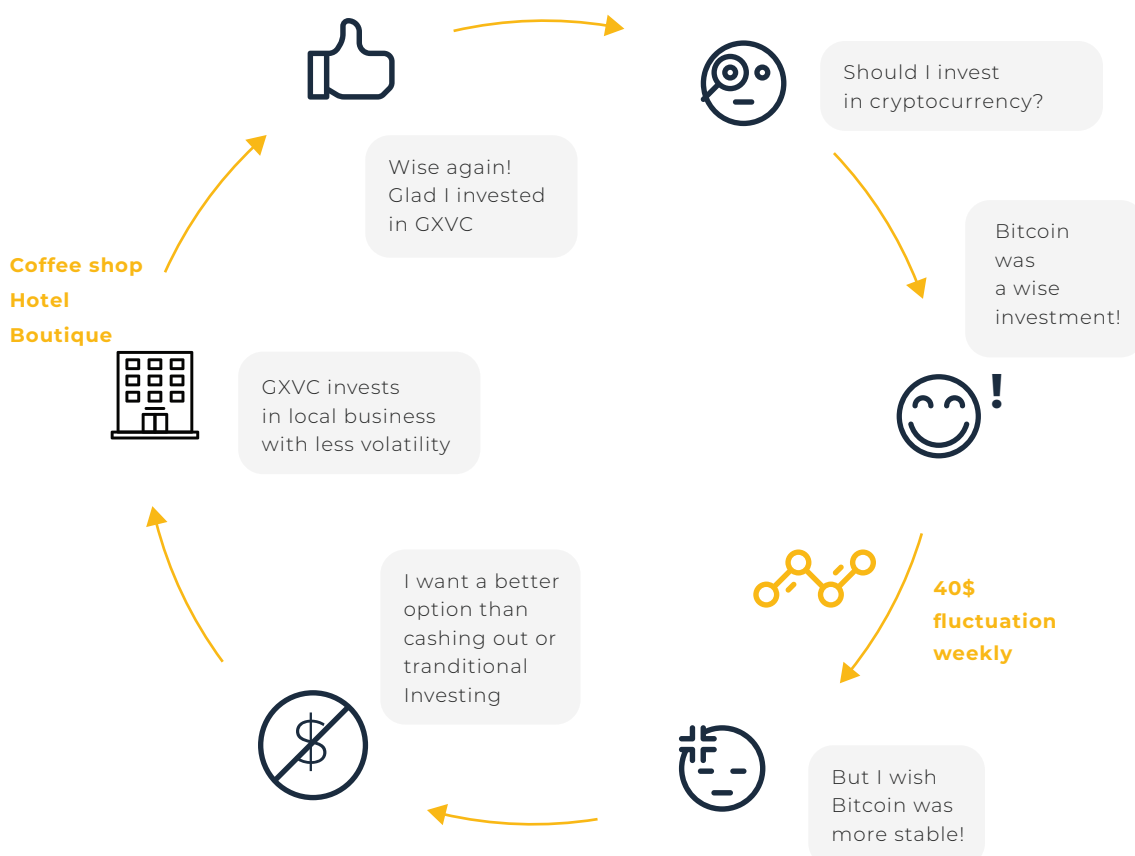 Should I invest
in cryptocurrency?
Bitcoin
was
a wise
investment!
!
40$
fluctuation
weekly
But I wish
Bitcoin was
more stable!
$
I want a better
option than
cashing out or
tranditional
Investing
GXVC invests
in local business
with less volatility
Coffee shop
Hotel
Boutique
Wise again!
Glad I invested
in GXVC